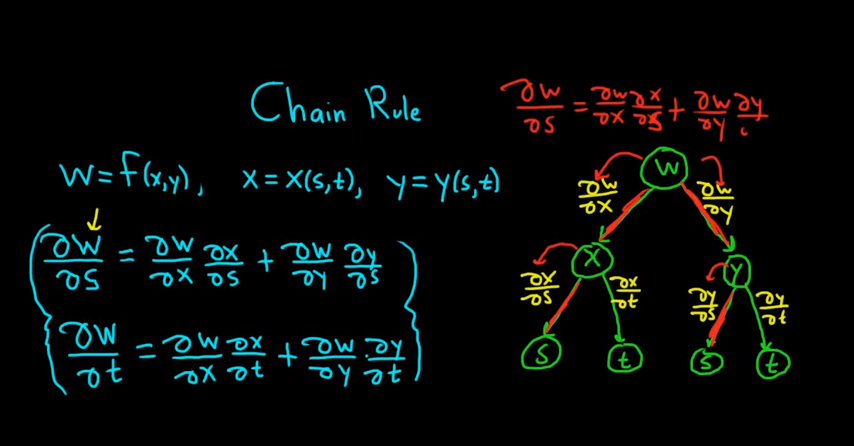 Chain Rule
∂w/∂s = ∂w/∂x ∂x/∂s + ∂w/∂y ∂y/
w = f(x,y), x = x(s,t), y = y(s,t)
∂w/∂s = ∂w/∂x ∂x/∂s + ∂w/∂y ∂y/∂s
∂w/∂t = ∂w/∂x ∂x/∂t + ∂w/∂y · ∂y/∂t
w
∂w/∂x ∂w/∂y
x y
∂x/∂s ∂x/∂t ∂y/∂s ∂y/∂t
s t s t